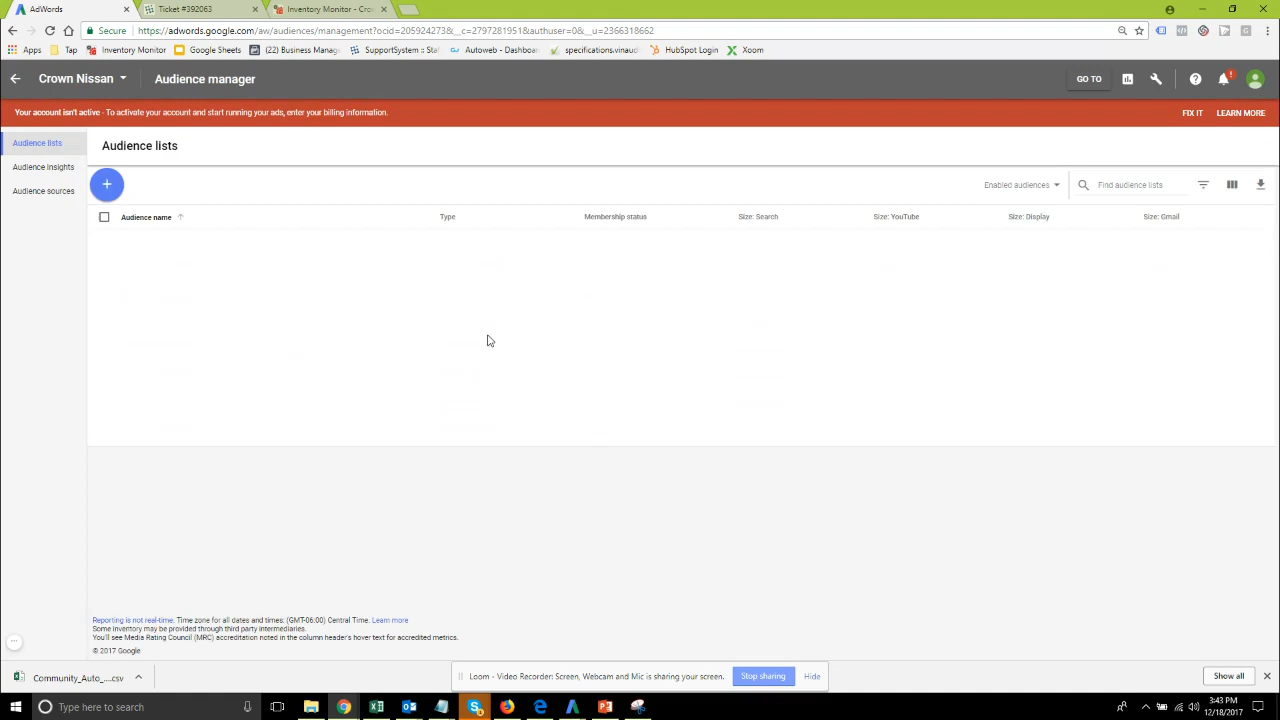 AdWords
Ticket #392063
Inventory Monitor - Crow
Secure
https://adwords.google.com/aw/audiences/management?ocid=205924273&__c=2797281951&authuser=0&__u=2366318662
Apps
Tap
Inventory Monitor
Google Sheets
(22) Business Mana
SupportSystem :: Sta
Autoweb - Dashboar
specifications.vinaud
HubSpot Login
Xoom
Crown Nissan
Audience manager
GO TO
Your account isn't active - To activate your account and start running your ads, enter your billing information.
FIX IT
LEARN MORE
Audience lists
Audience insights
Audience sources
Audience lists
+
Enabled audiences
Find audience lists
Audience name
Type
Membership status
Size: Search
Size: YouTube
Size: Display
Size: Gmail
Reporting is not real-time. Time zone for all dates and times: (GMT-06:00) Central Time. Learn more
Some inventory may be provided through third party intermediaries.
You'll see Media Rating Council (MRC) accreditation noted in the column header's hover text for accredited metrics.
© 2017 Google
Community_Auto_....csv
Loom - Video Recorder: Screen, Webcam and Mic is sharing your screen.
Stop sharing
Hide
Show all
Type here to search
3:43 PM
12/18/2017